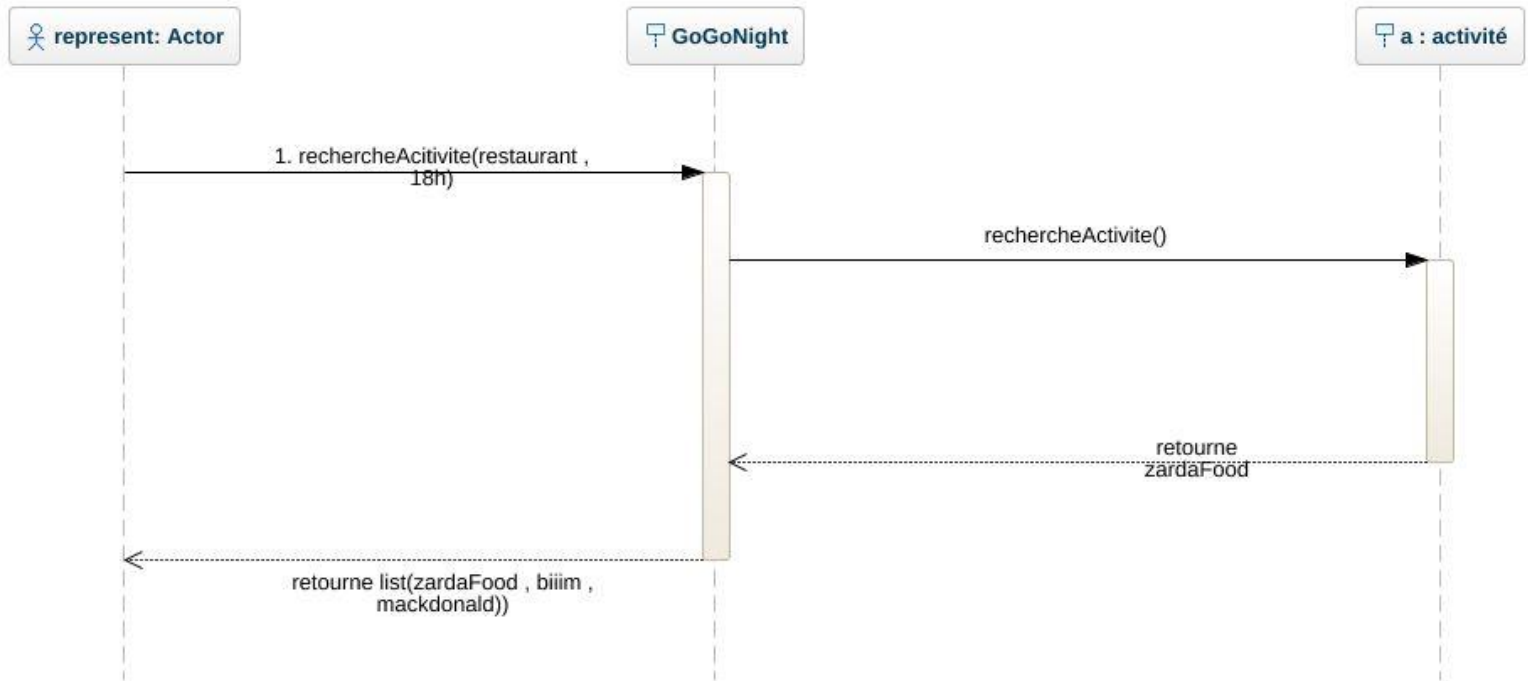 represent: Actor
GoGoNight
a : activité
1. rechercheAcitivite(restaurant ,
18h)
rechercheActivite()
retourne
zardaFood
retourne list(zardaFood , biiim ,
mackdonald))